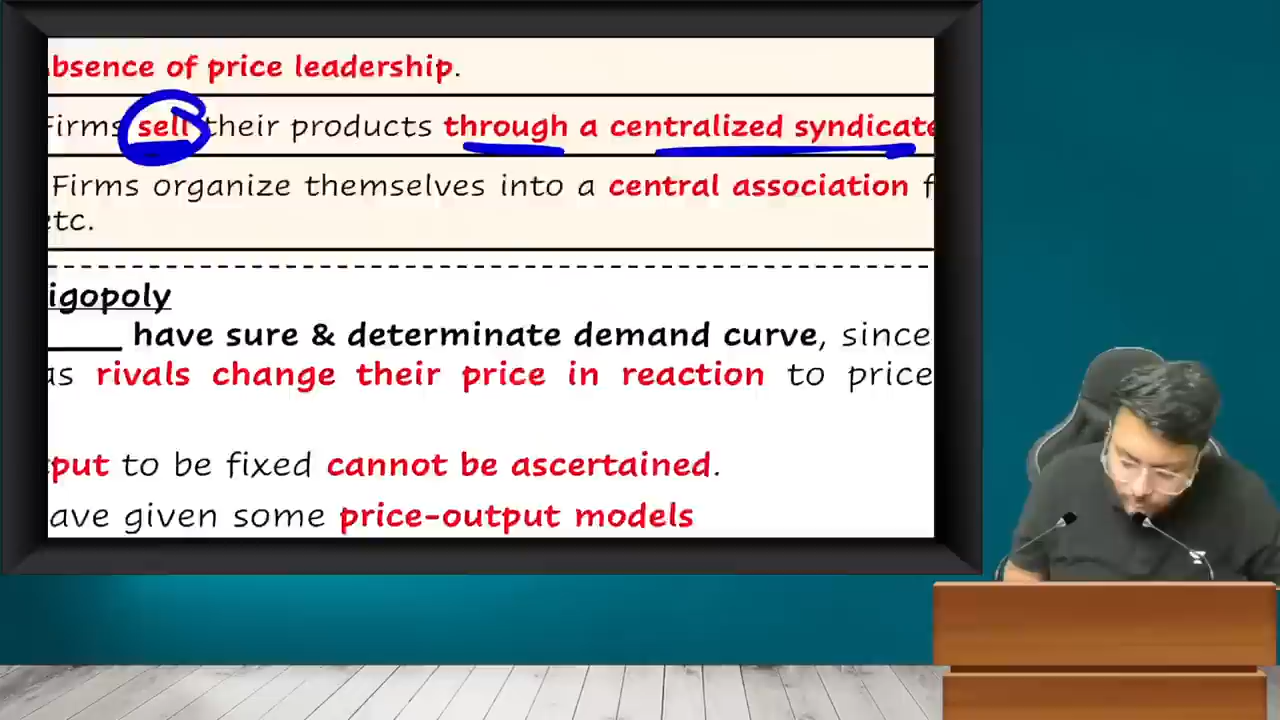 bsence of price leadership.
Firms sell their products through a centralized syndicate
Firms organize themselves into a central association f
etc.
igopoly
______ have sure & determinate demand curve, since
as rivals change their price in reaction to price
put to be fixed cannot be ascertained.
ave given some price-output models